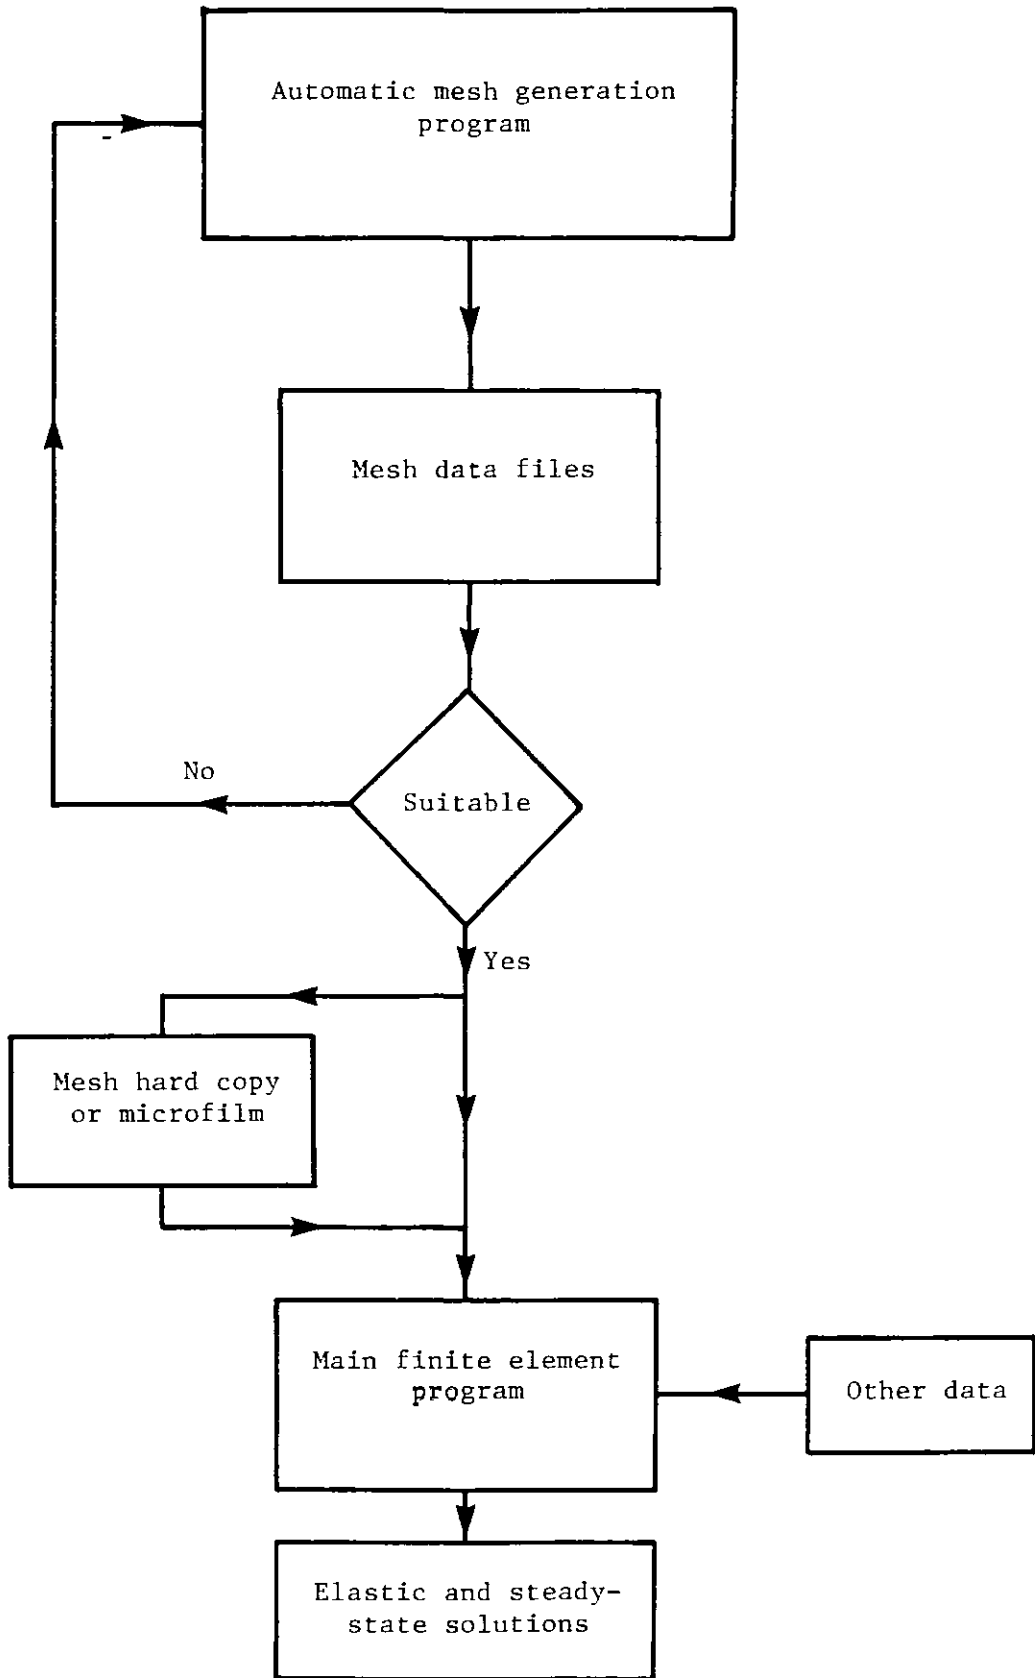 Automatic mesh generation
program
Mesh data files
No
Suitable
Yes
Mesh hard copy
or microfilm
Main finite element
program
Other data
Elastic and steady-
state solutions